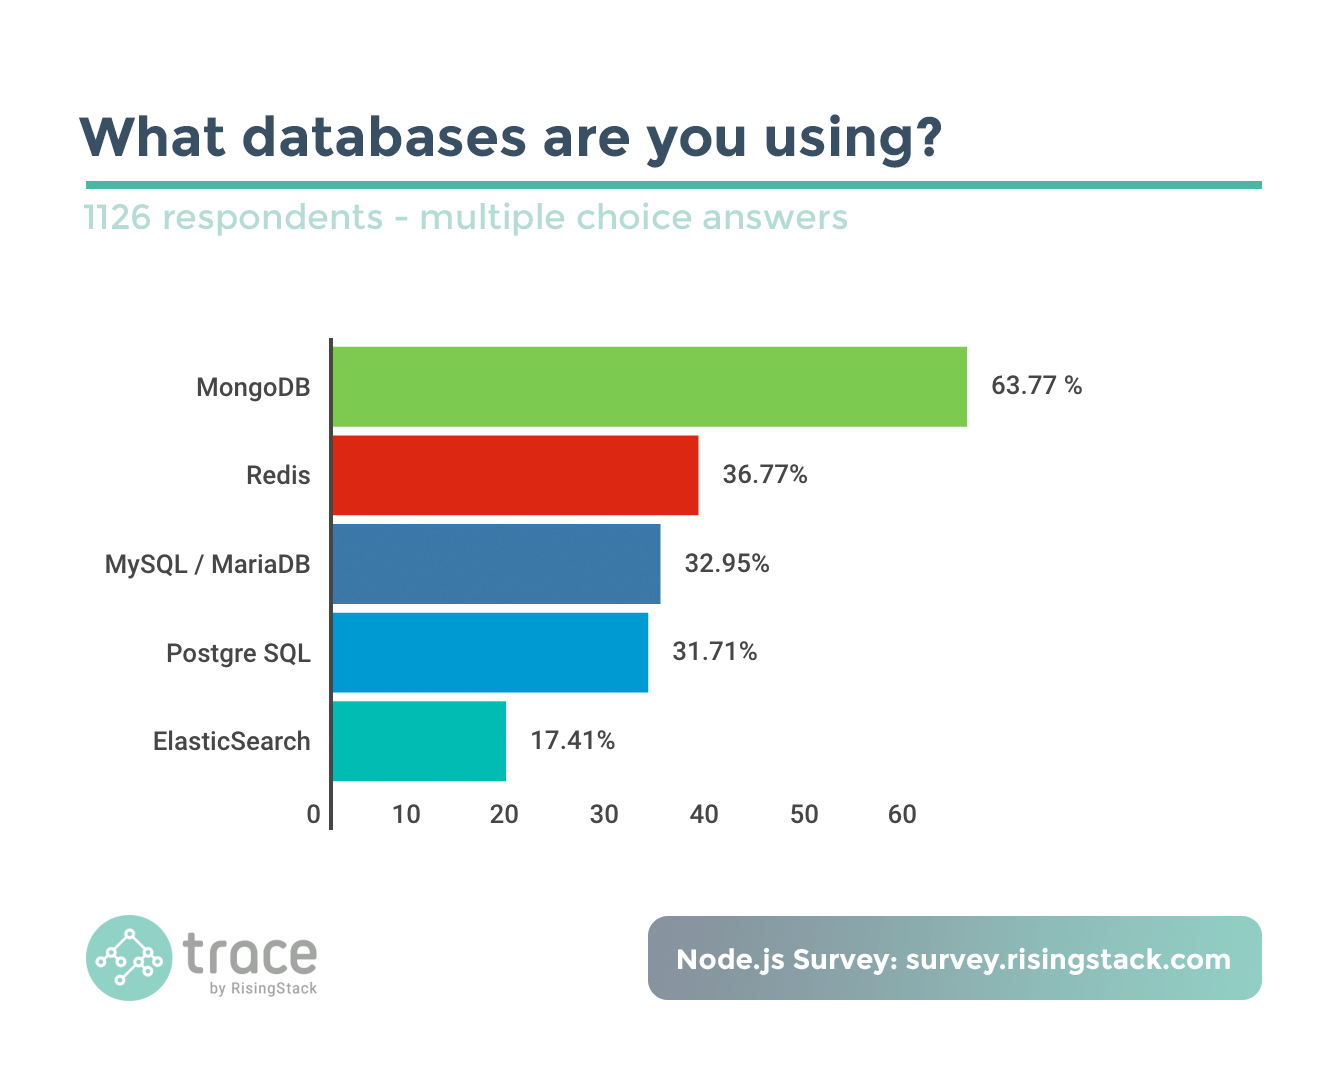 What databases are you using?
1126 respondents - multiple choice answers
MongoDB 63.77 %
Redis 36.77%
MySQL / MariaDB 32.95%
Postgre SQL 31.71%
ElasticSearch 17.41%
0 10 20 30 40 50 60
trace
by RisingStack
Node.js Survey: survey.risingstack.com